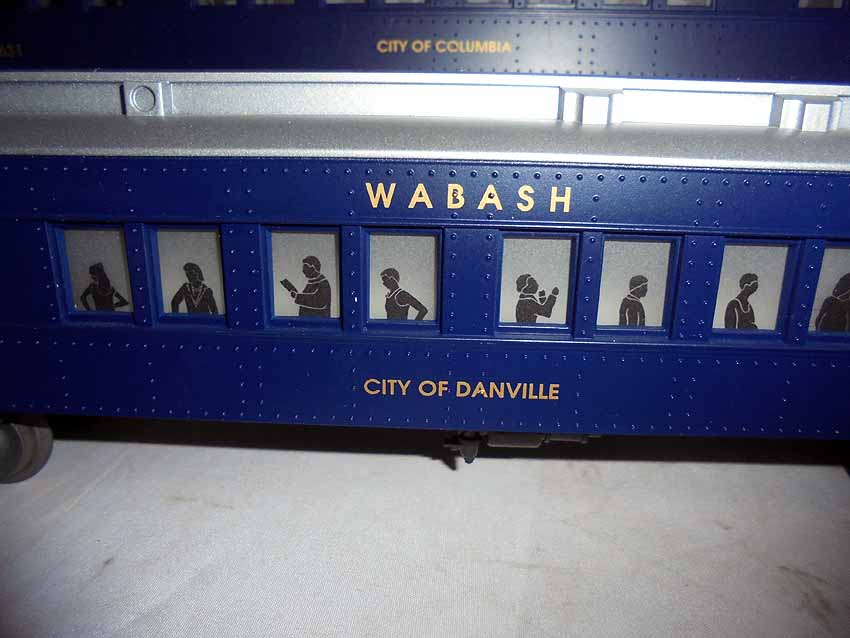 CITY OF COLUMBIA
WABASH
CITY OF DANVILLE